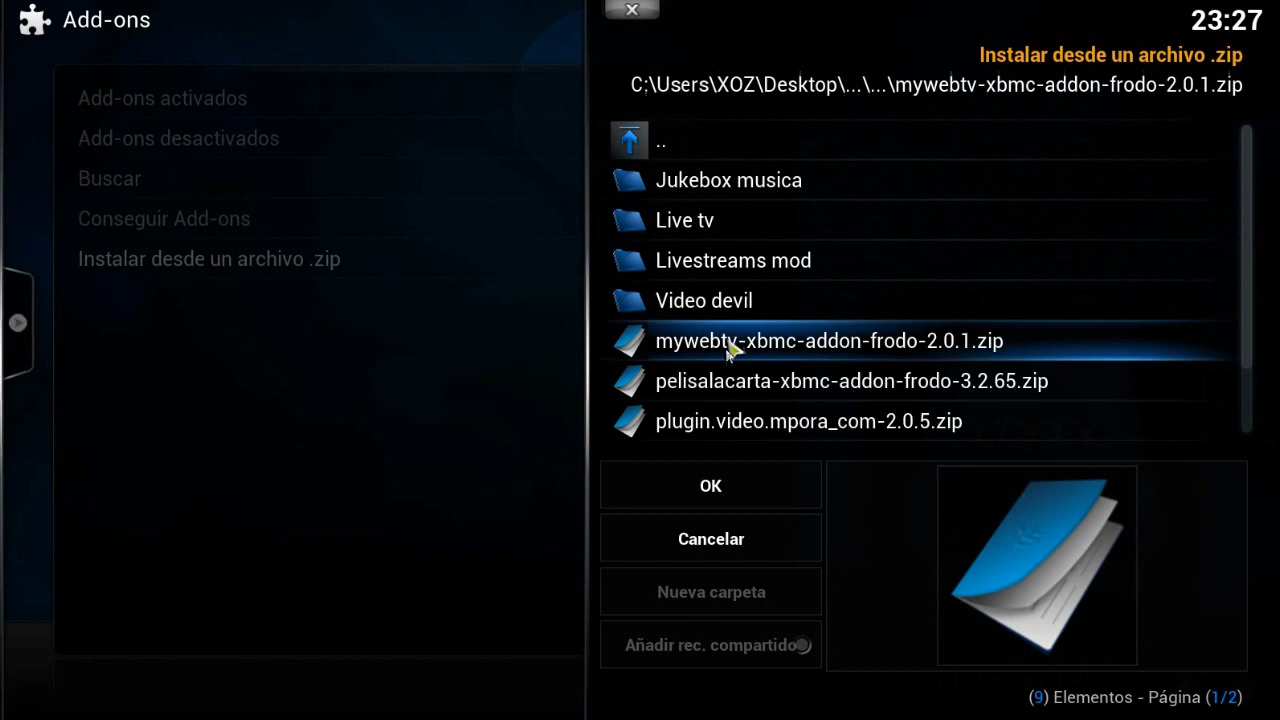 Add-ons
Add-ons activados
Add-ons desactivados
Buscar
Conseguir Add-ons
Instalar desde un archivo .zip
23:27
Instalar desde un archivo .zip
C:\Users\XOZ\Desktop\...\...\mywebtv-xbmc-addon-frodo-2.0.1.zip
..
Jukebox musica
Live tv
Livestreams mod
Video devil
mywebtv-xbmc-addon-frodo-2.0.1.zip
pelisalacarta-xbmc-addon-frodo-3.2.65.zip
plugin.video.mpora_com-2.0.5.zip
OK
Cancelar
Nueva carpeta
Añadir rec. compartido
(9) Elementos - Página (1/2)